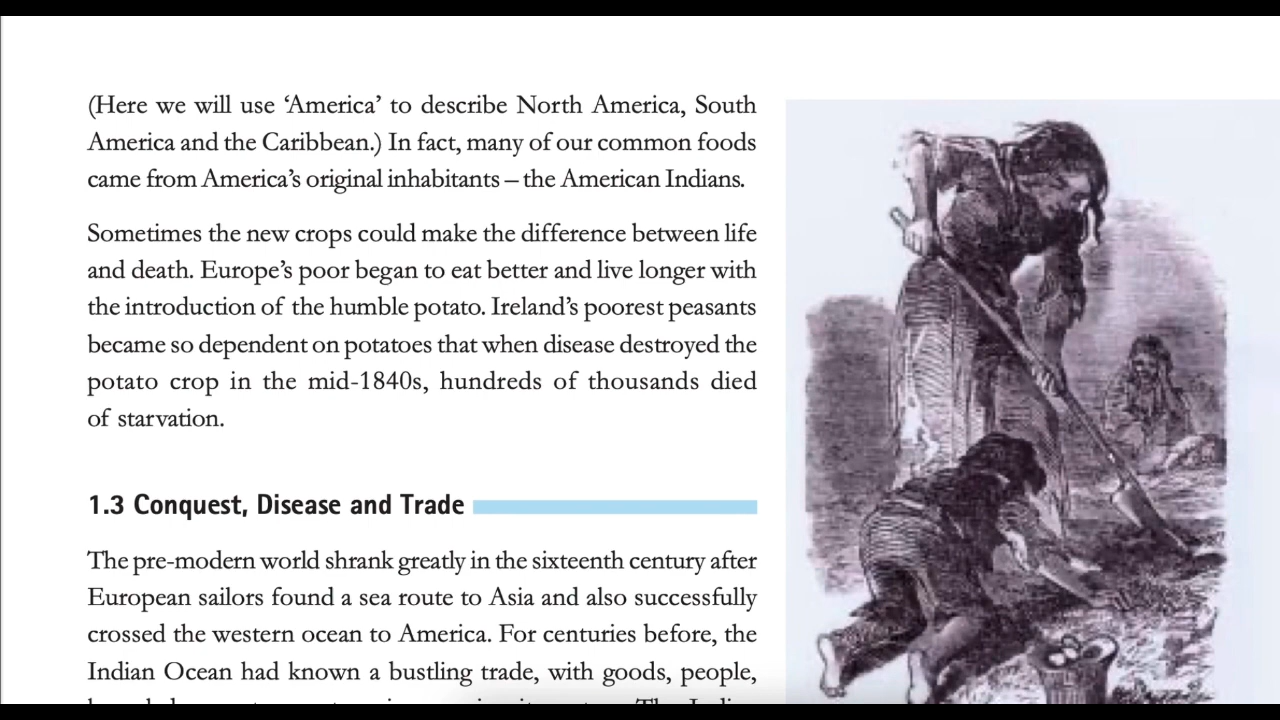 (Here we will use ‘America’ to describe North America, South
America and the Caribbean.) In fact, many of our common foods
came from America’s original inhabitants – the American Indians.
Sometimes the new crops could make the difference between life
and death. Europe’s poor began to eat better and live longer with
the introduction of the humble potato. Ireland’s poorest peasants
became so dependent on potatoes that when disease destroyed the
potato crop in the mid-1840s, hundreds of thousands died
of starvation.
1.3 Conquest, Disease and Trade
The pre-modern world shrank greatly in the sixteenth century after
European sailors found a sea route to Asia and also successfully
crossed the western ocean to America. For centuries before, the
Indian Ocean had known a bustling trade, with goods, people,